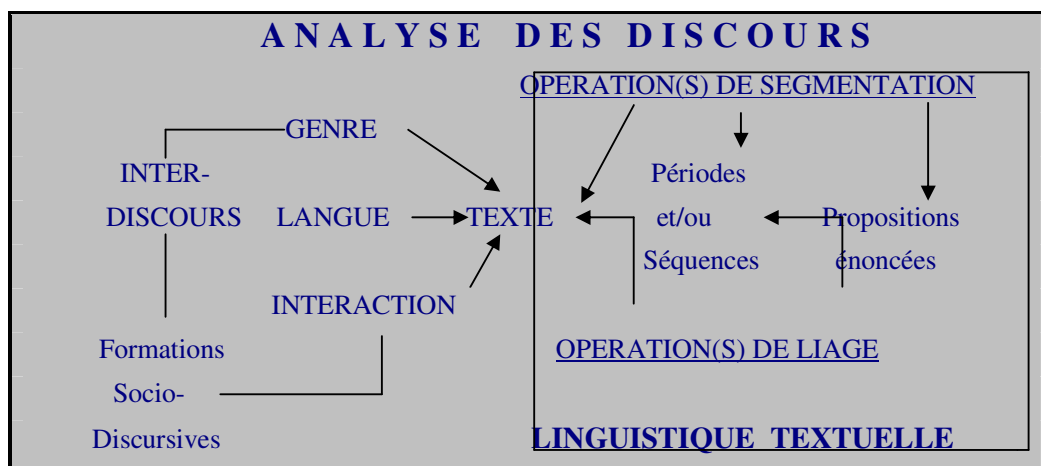 ANALYSE DES DISCOURS
OPERATION(S) DE SEGMENTATION
GENRE
INTER-
DISCOURS
LANGUE
TEXTE
Périodes
et/ou
Séquences
Propositions
énoncées
INTERACTION
Formations
Socio-
Discursives
OPERATION(S) DE LIAGE
LINGUISTIQUE TEXTUELLE